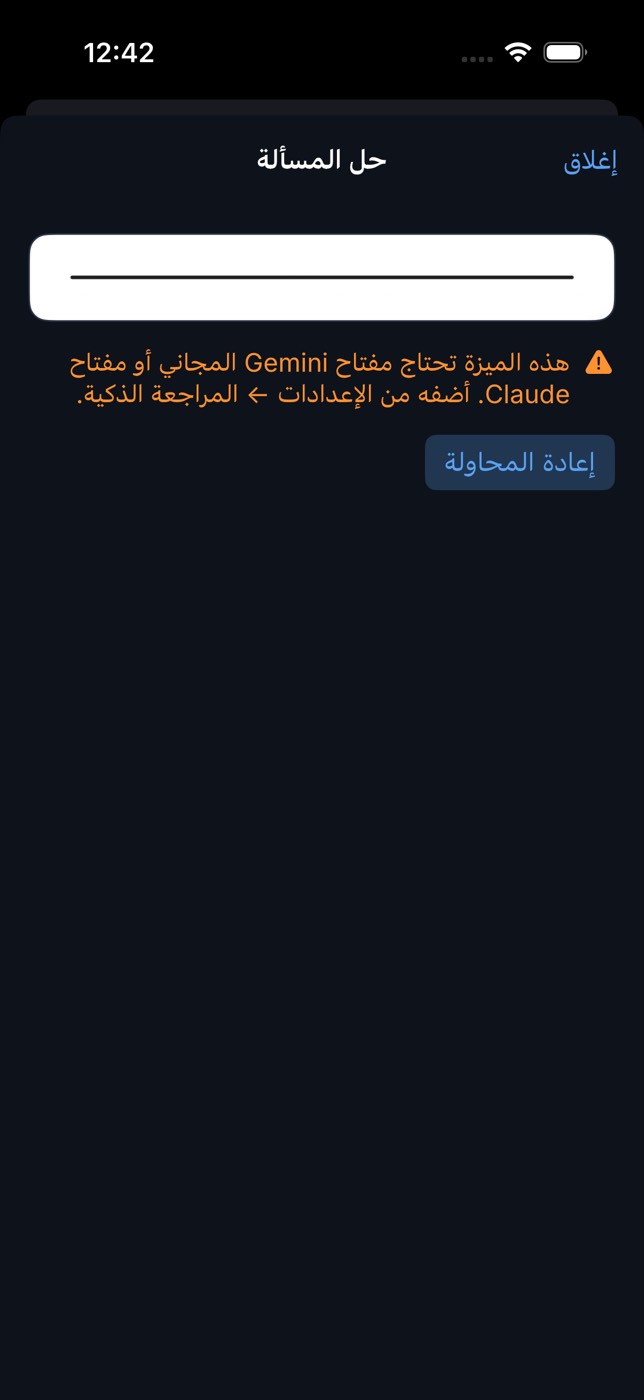 12:42
إغلاق
حل المسألة
هذه الميزة تحتاج مفتاح Gemini المجاني أو مفتاح
Claude. أضفه من الإعدادات ← المراجعة الذكية.
إعادة المحاولة